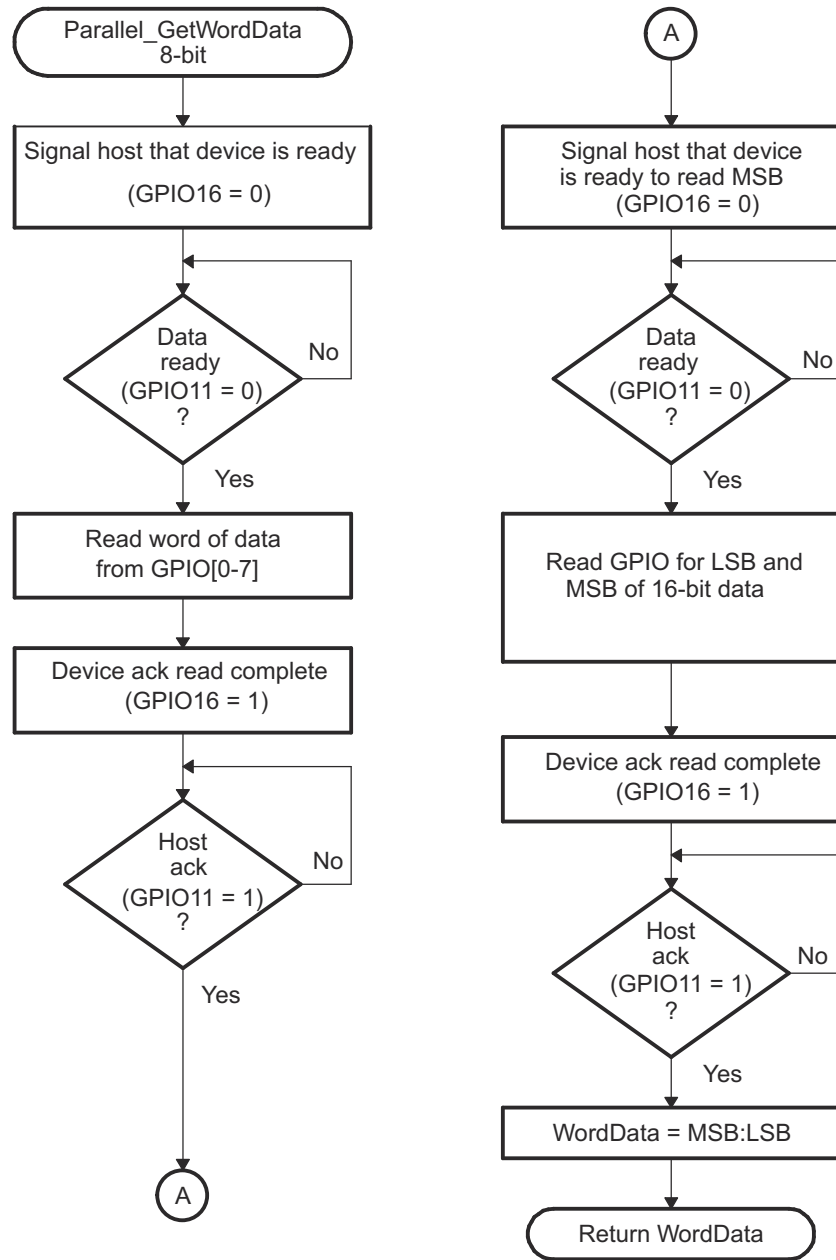 Parallel_GetWordData
8-bit
Signal host that device is ready
(GPIO16 = 0)
Data
ready
(GPIO11 = 0)
?
No
Yes
Read word of data
from GPIO[0-7]
Device ack read complete
(GPIO16 = 1)
Host
ack
(GPIO11 = 1)
?
No
Yes
A
A
Signal host that device
is ready to read MSB
(GPIO16 = 0)
Data
ready
(GPIO11 = 0)
?
No
Yes
Read GPIO for LSB and
MSB of 16-bit data
Device ack read complete
(GPIO16 = 1)
Host
ack
(GPIO11 = 1)
?
No
Yes
WordData = MSB:LSB
Return WordData